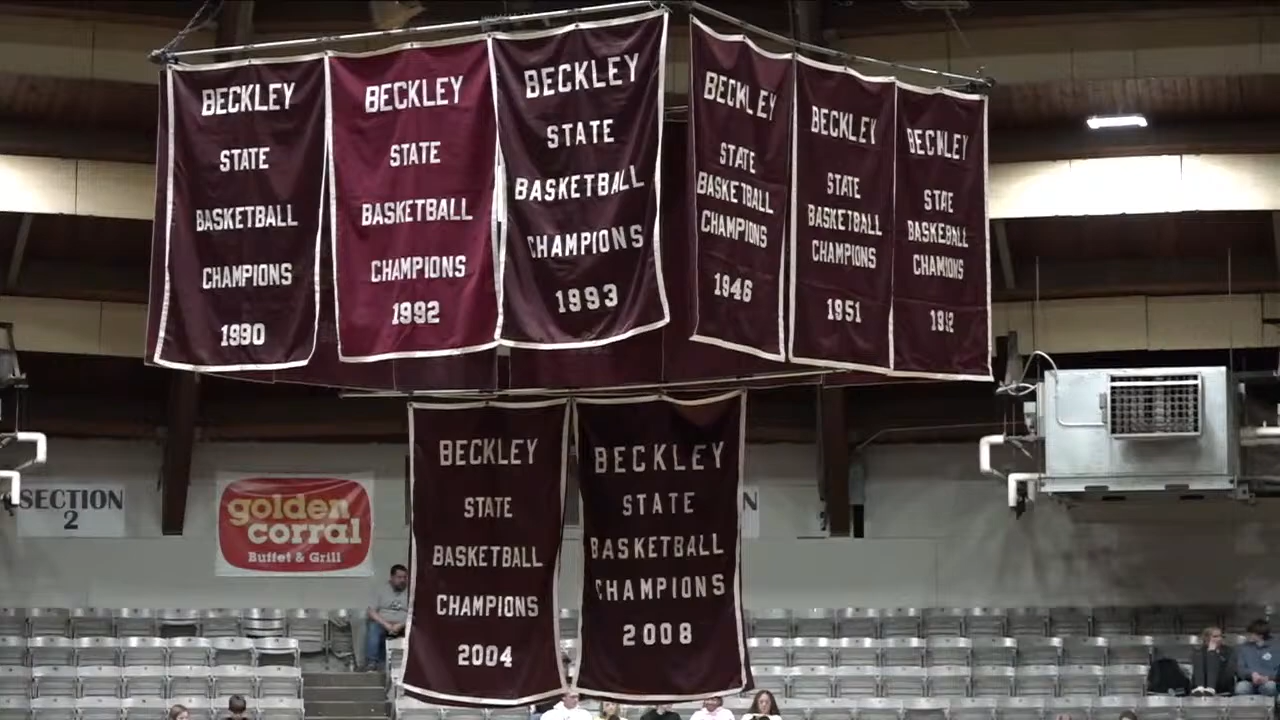 BECKLEY
STATE
BASKETBALL
CHAMPIONS
1990
BECKLEY
STATE
BASKETBALL
CHAMPIONS
1992
BECKLEY
STATE
BASKETBALL
CHAMPIONS
1993
BECKLEY
STATE
BASKETBALL
CHAMPIONS
1946
BECKLEY
STATE
BASKETBALL
CHAMPIONS
1951
BECKLEY
STATE
BASKEBALL
CHAMIONS
BECKLEY
STATE
BASKETBALL
CHAMPIONS
2004
BECKLEY
STATE
BASKETBALL
CHAMPIONS
2008
SECTION
2
golden
corral
Buffet & Grill
N